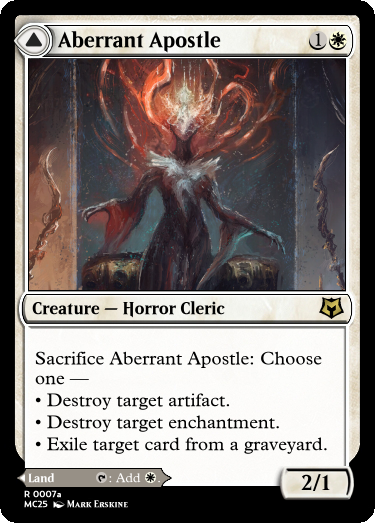 Aberrant Apostle 1
Creature — Horror Cleric
Sacrifice Aberrant Apostle: Choose
one —
• Destroy target artifact.
• Destroy target enchantment.
• Exile target card from a graveyard.
Land : Add .
2/1
R 0007a
MC25 Mark Erskine